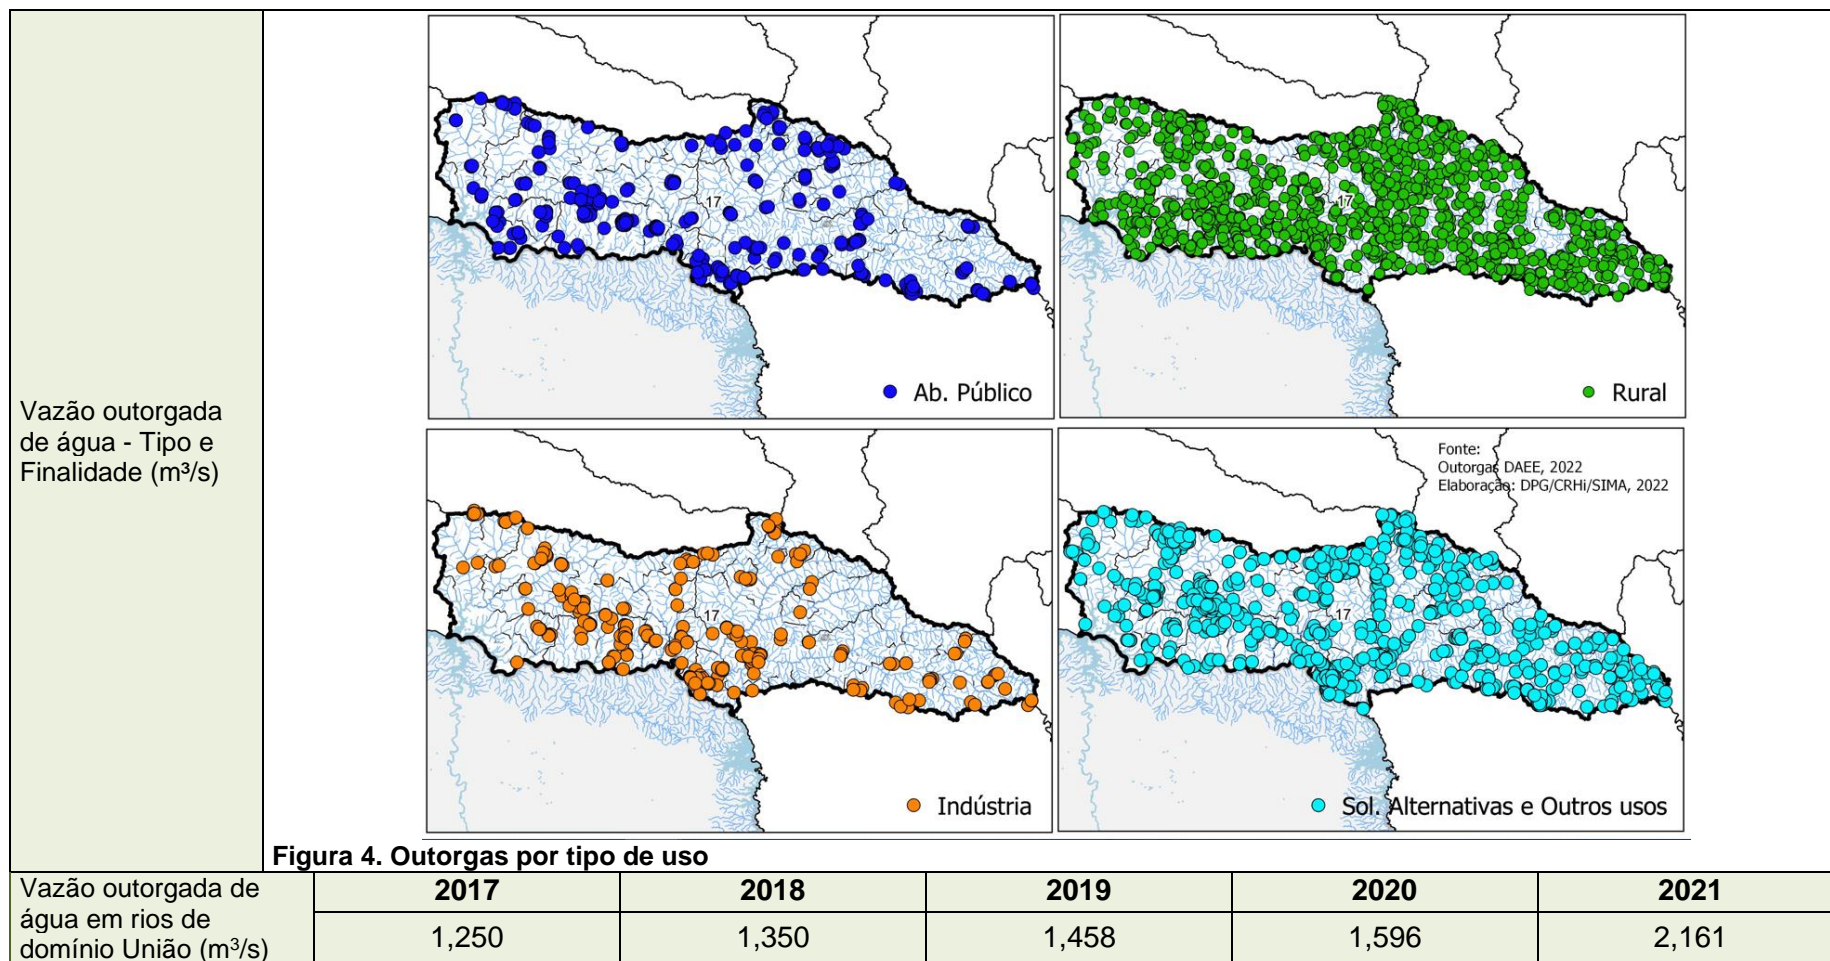 Vazão outorgada
de água - Tipo e
Finalidade (m³/s)
17
Ab. Público
17
Rural
17
Indústria
Fonte:
Outorgas DAEE, 2022
Elaboração: DPG/CRHi/SIMA, 2022
17
Sol. Alternativas e Outros usos
Figura 4. Outorgas por tipo de uso
Vazão outorgada de
água em rios de
domínio União (m³/s)
2017 2018 2019 2020 2021
1,250 1,350 1,458 1,596 2,161